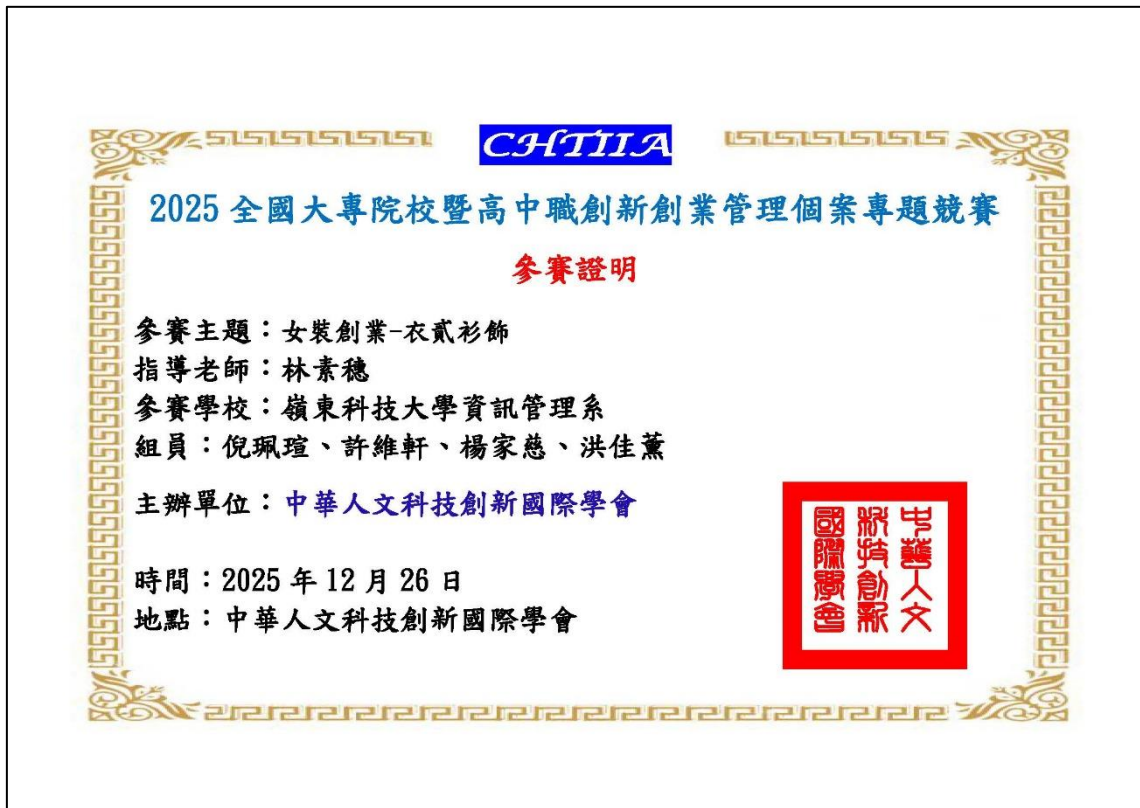 CHTIIA
2025 全國大專院校暨高中職創新創業管理個案專題競賽
參賽證明
參賽主題：女裝創業-衣貳衫飾
指導老師：林素穗
參賽學校：嶺東科技大學資訊管理系
組員：倪珮瑄、許維軒、楊家慈、洪佳薰
主辦單位：中華人文科技創新國際學會
時間：2025 年 12 月 26 日
地點：中華人文科技創新國際學會
中華人文
科技創新
國際學會